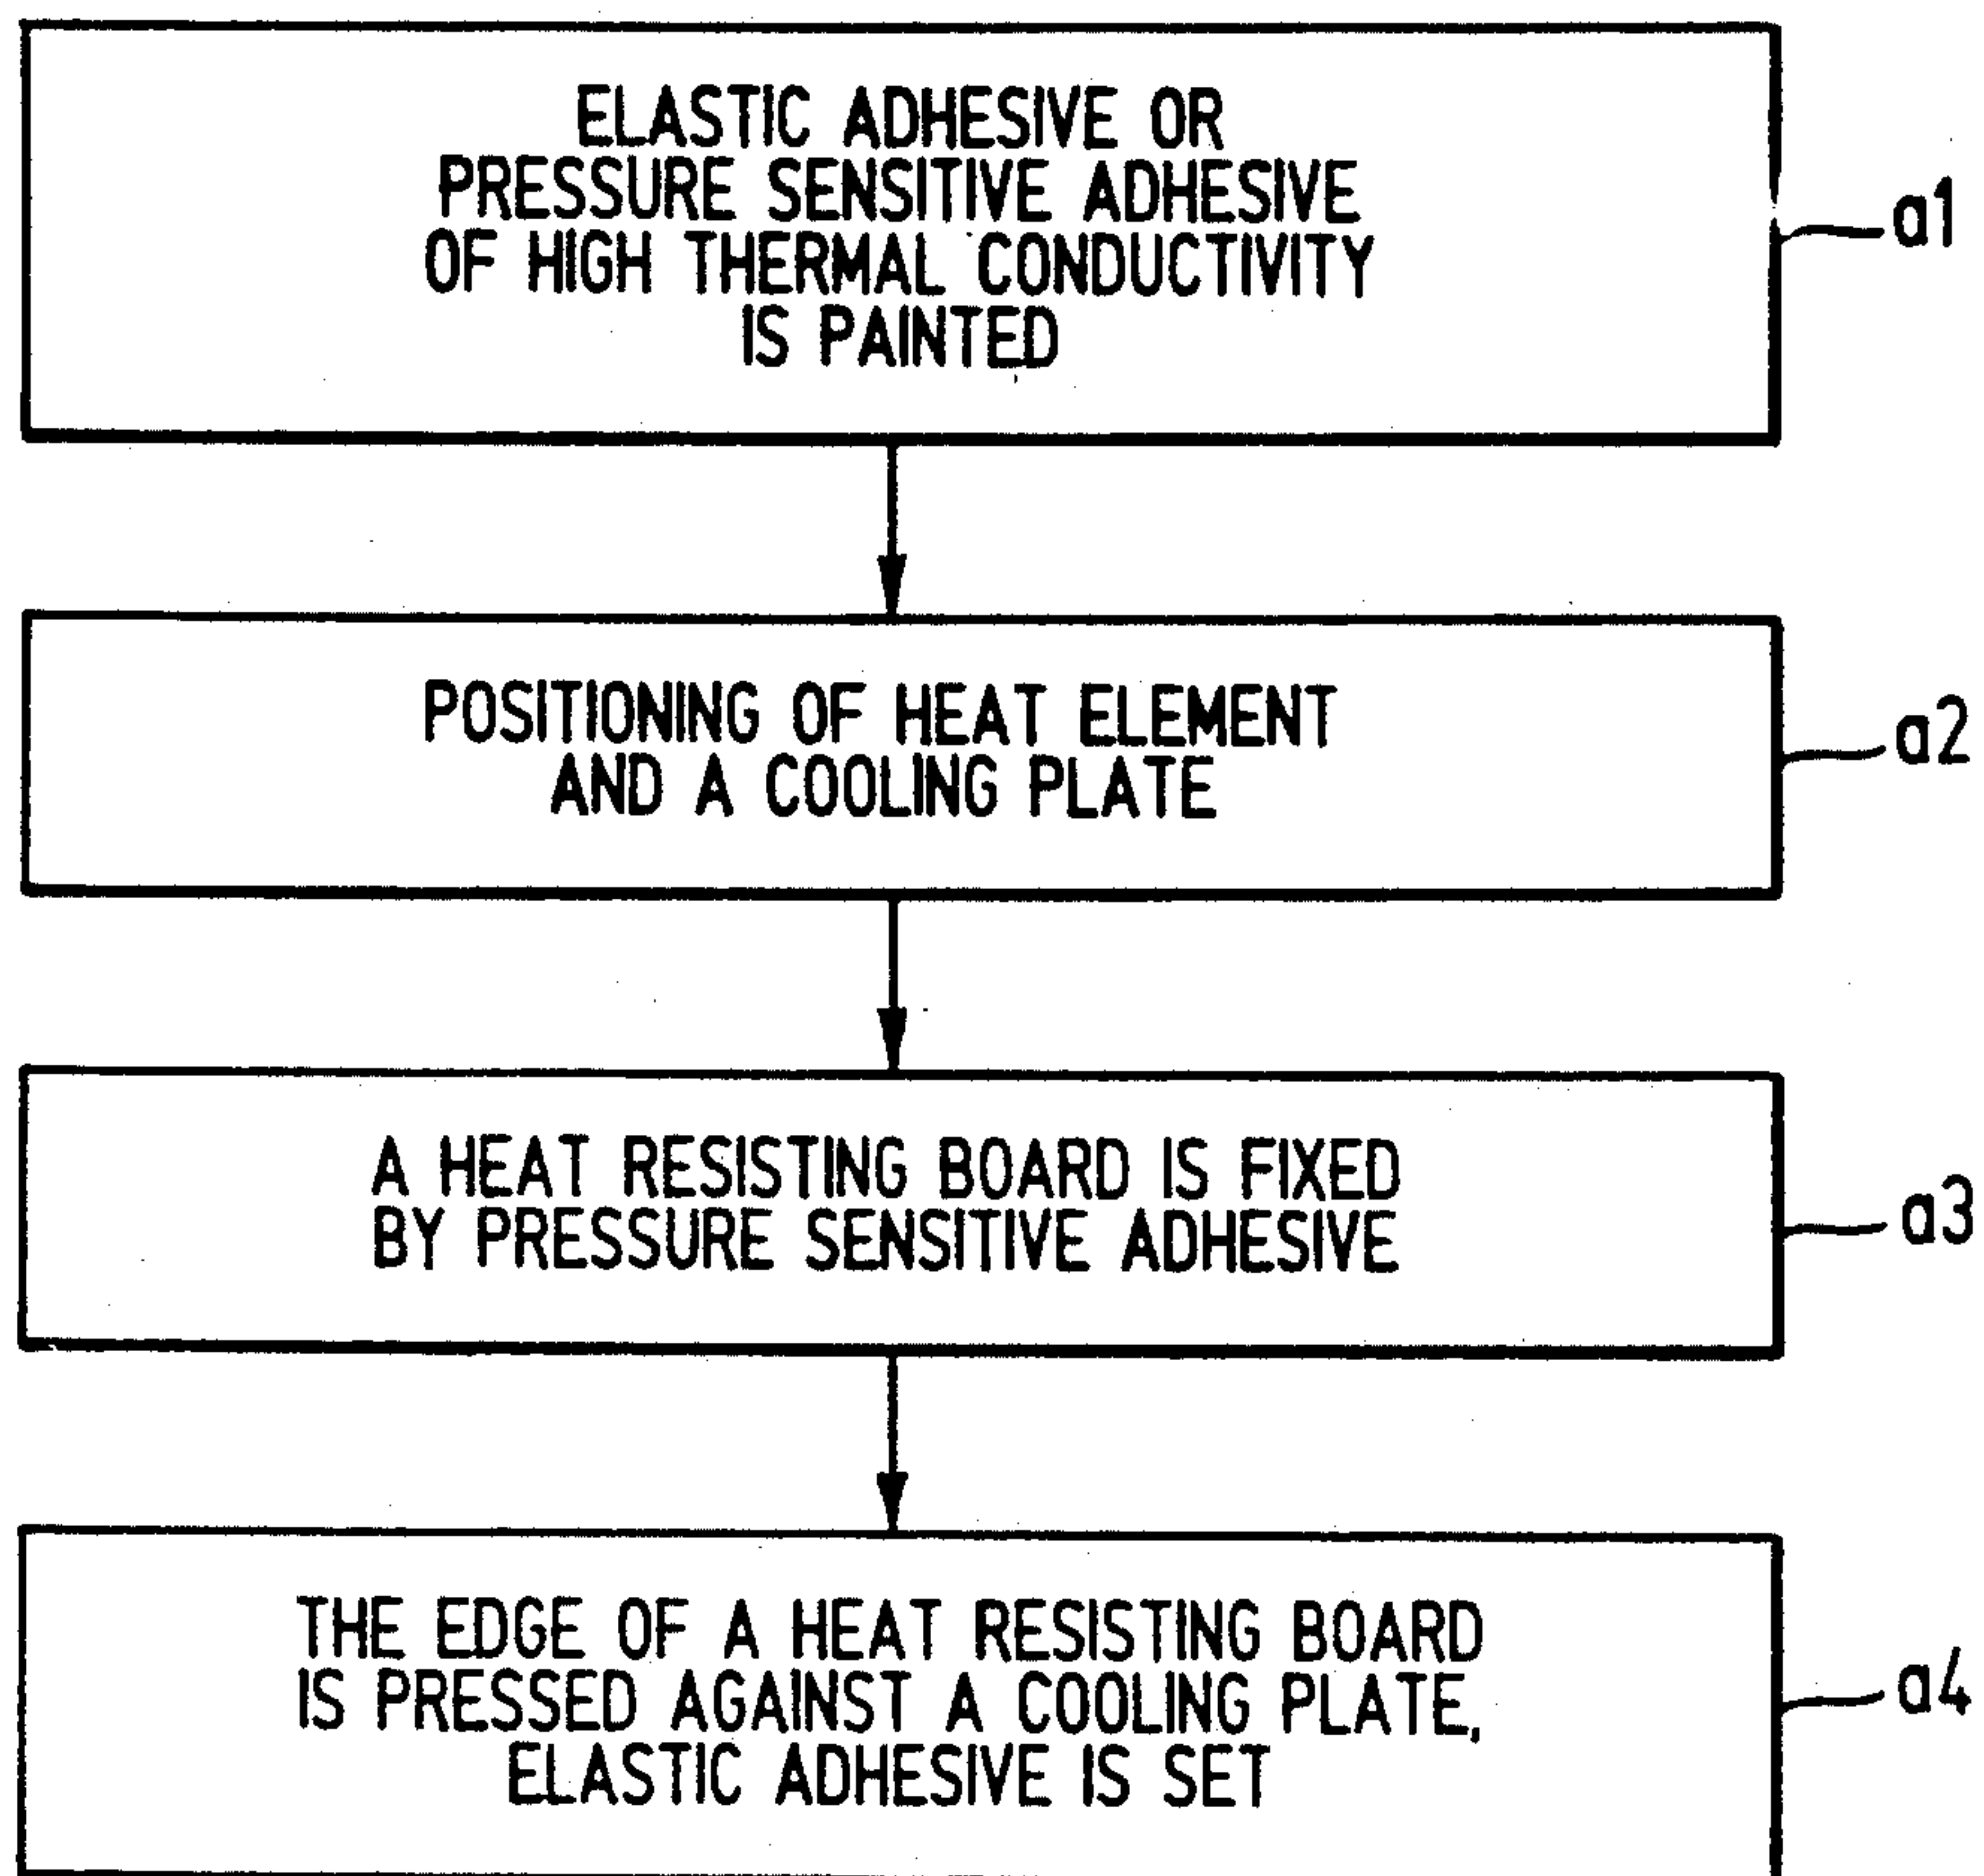 ELASTIC ADHESIVE OR
PRESSURE SENSITIVE ADHESIVE
OF HIGH THERMAL CONDUCTIVITY
IS PAINTED
a1
POSITIONING OF HEAT ELEMENT
AND A COOLING PLATE
a2
A HEAT RESISTING BOARD IS FIXED
BY PRESSURE SENSITIVE ADHESIVE
a3
THE EDGE OF A HEAT RESISTING BOARD
IS PRESSED AGAINST A COOLING PLATE,
ELASTIC ADHESIVE IS SET
a4